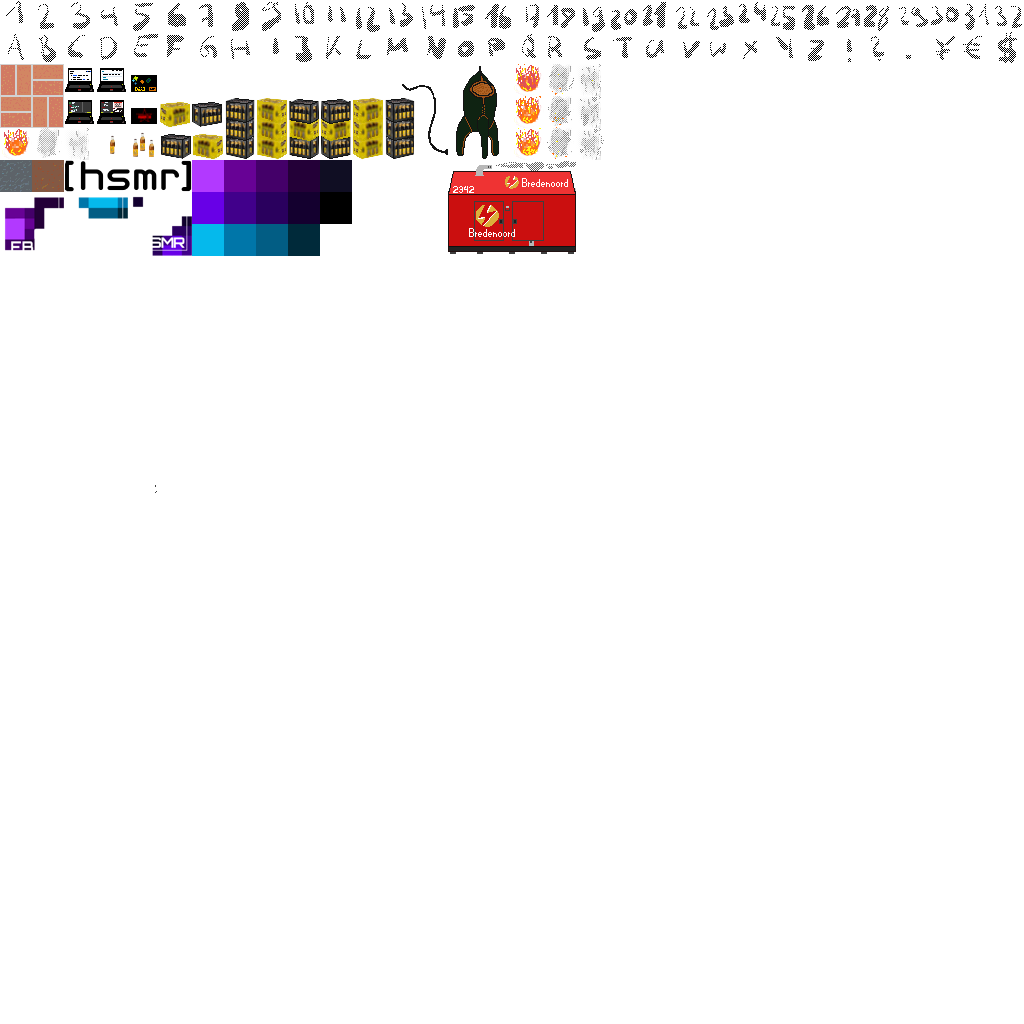 1 2 3 4 5 6 7 8 9 10 11 12 13 14 15 16 17 18 19 20 21 22 23 24 25 26 27 28 29 30 31 32
A B C D E F G H I J K L M N O P Q R S T U V W X Y Z ! ? . ¥ € $
[hsmr]
2942
Bredenoord
Bredenoord
SMR